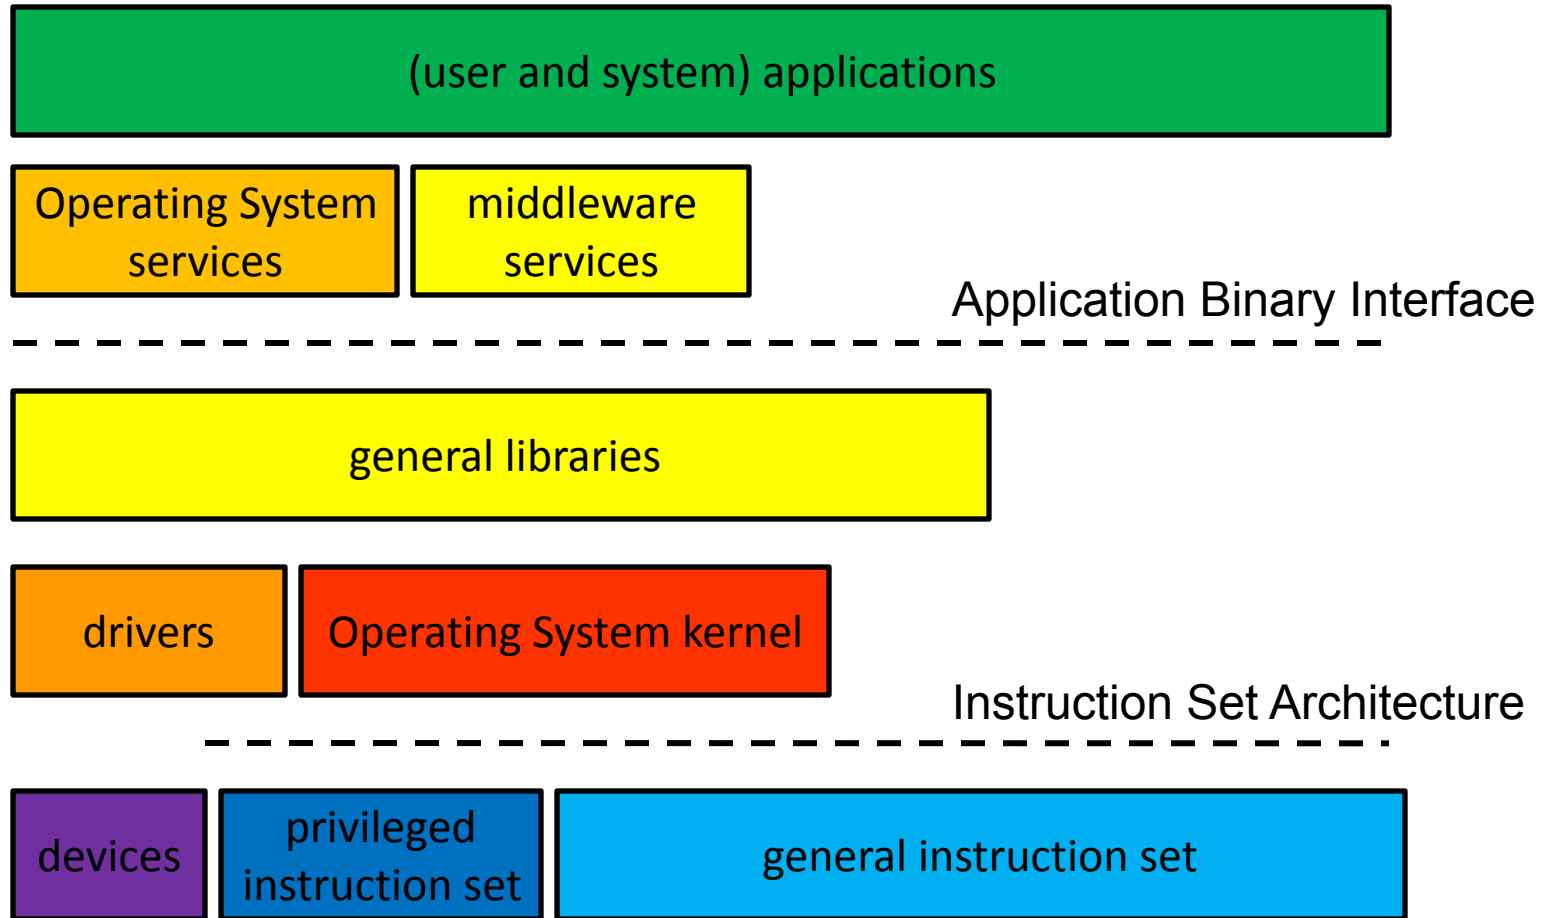 (user and system) applications
Operating System
services
middleware
services
Application Binary Interface
general libraries
drivers
Operating System kernel
Instruction Set Architecture
devices
privileged
instruction set
general instruction set